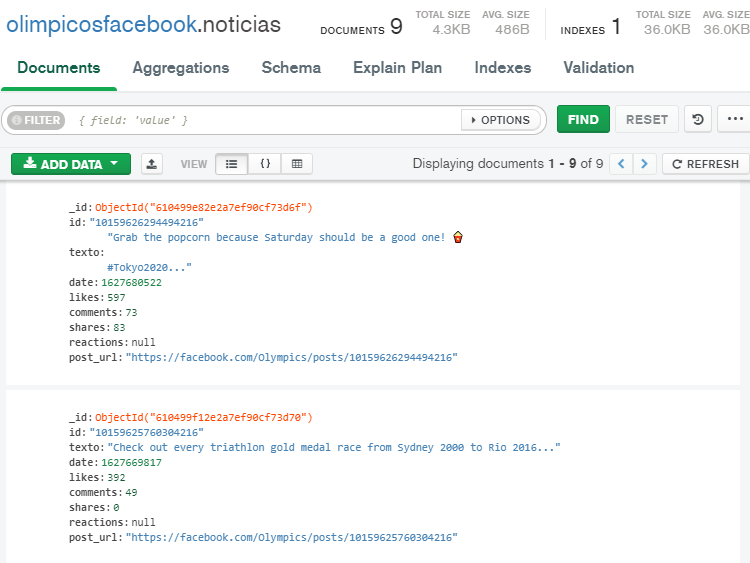 olimpicosfacebook.noticias
DOCUMENTS 9 TOTAL SIZE 4.3KB AVG. SIZE 486B INDEXES 1 TOTAL SIZE 36.0KB AVG. SIZE 36.0KB
Documents Aggregations Schema Explain Plan Indexes Validation
FILTER { field: 'value' } OPTIONS FIND RESET ...
ADD DATA VIEW {} Displaying documents 1 - 9 of 9 < > REFRESH
_id: ObjectId("610499e82e2a7ef90cf73d6f")
id: "10159626294494216"
"Grab the popcorn because Saturday should be a good one! 🍿
texto:
#Tokyo2020..."
date: 1627680522
likes: 597
comments: 73
shares: 83
reactions: null
post_url: "https://facebook.com/Olympics/posts/10159626294494216"
_id: ObjectId("610499f12e2a7ef90cf73d70")
id: "10159625760304216"
texto: "Check out every triathlon gold medal race from Sydney 2000 to Rio 2016..."
date: 1627669817
likes: 392
comments: 49
shares: 0
reactions: null
post_url: "https://facebook.com/Olympics/posts/10159625760304216"